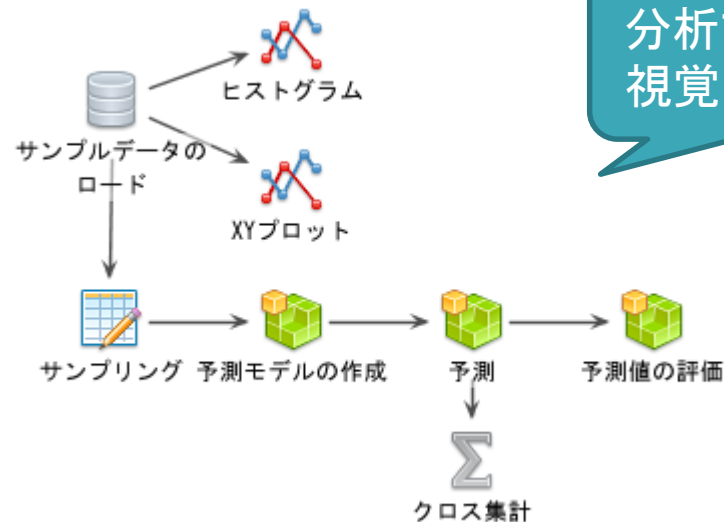 分析
視覚
ヒストグラム
サンプルデータの
ロード
XYプロット
サンプリング
予測モデルの作成
予測
予測値の評価
クロス集計